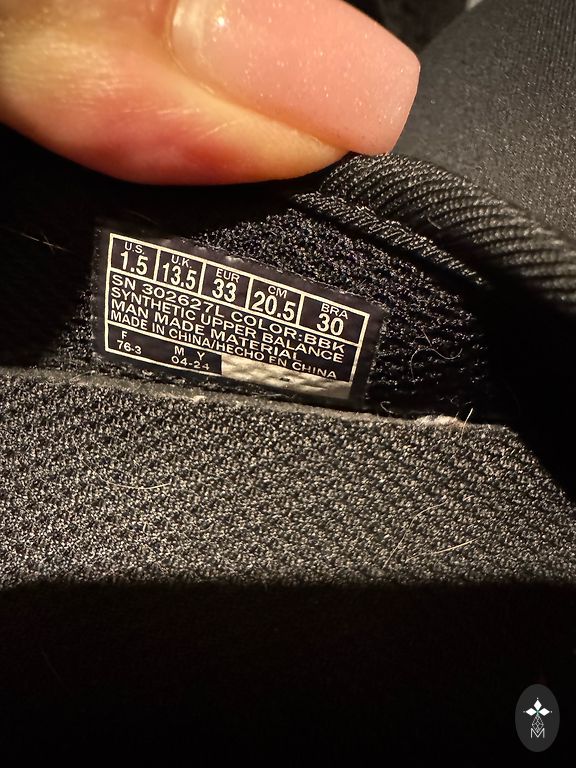 U.S. U.K. EUR CM BRA
1.5 13.5 33 20.5 30
SN 302627L COLOR:BBK
SYNTHETIC UPPER BALANCE
MAN MADE MATERIAL
MADE IN CHINA/HECHO EN CHINA
F M Y
76-3 04-24
M